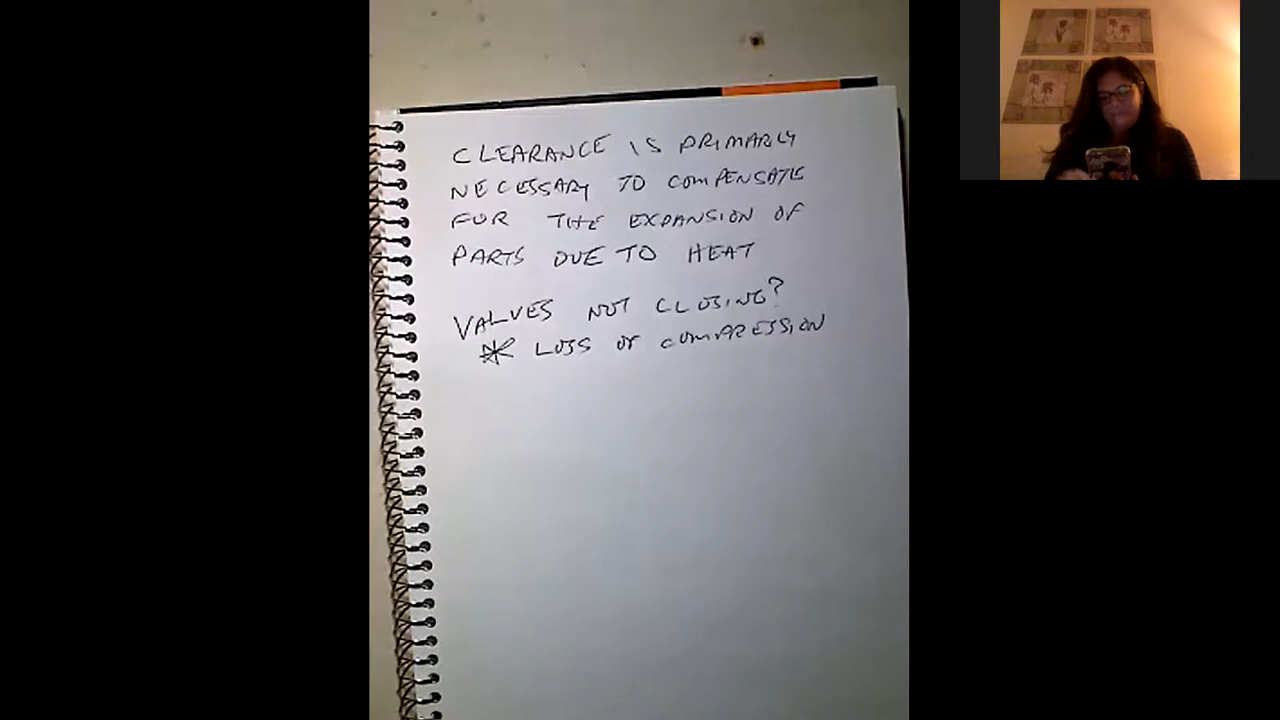 CLEARANCE IS PRIMARLY
NECESSARY TO COMPENSATE
FOR THE EXPANSION OF
PARTS DUE TO HEAT
VALVES NOT CLOSING?
* LOSS OF COMPRESSION